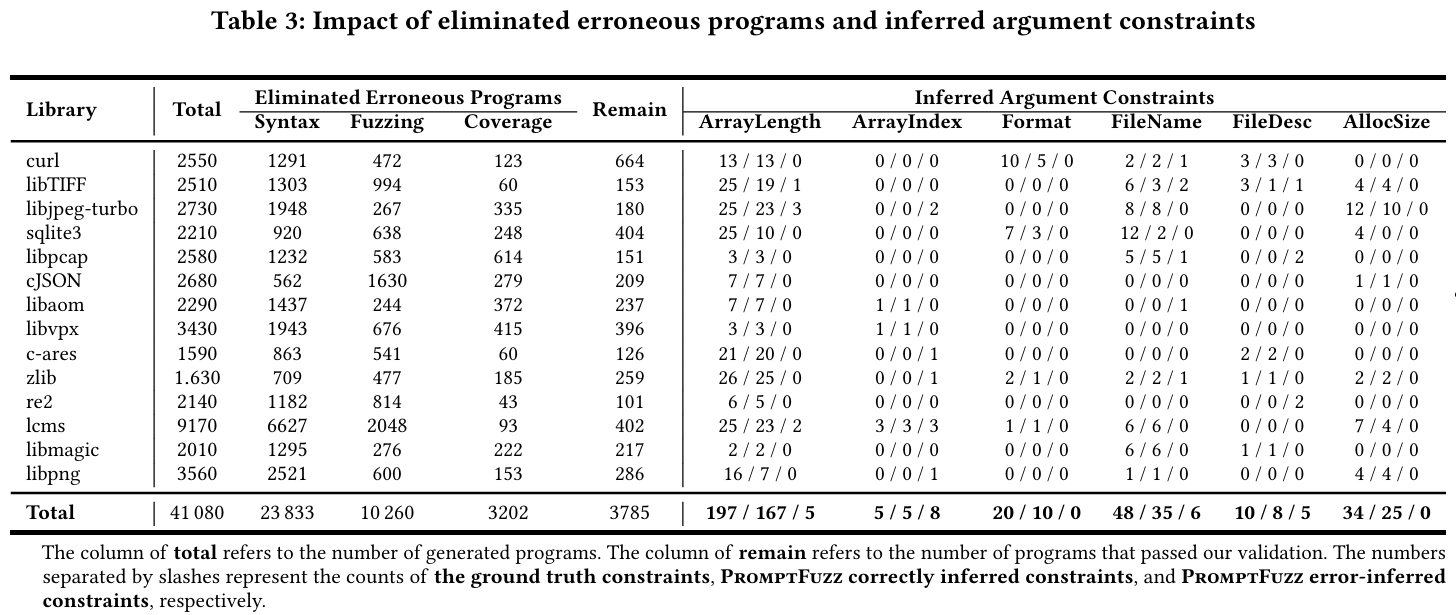 Table 3: Impact of eliminated erroneous programs and inferred argument constraints
Library Total Eliminated Erroneous Programs Remain Inferred Argument Constraints
Syntax Fuzzing Coverage ArrayLength ArrayIndex Format FileName FileDesc AllocSize
curl 2550 1291 472 123 664 13 / 13 / 0 0 / 0 / 0 10 / 5 / 0 2 / 2 / 1 3 / 3 / 0 0 / 0 / 0
libTIFF 2510 1303 994 60 153 25 / 19 / 1 0 / 0 / 0 0 / 0 / 0 6 / 3 / 2 3 / 1 / 1 4 / 4 / 0
libjpeg-turbo 2730 1948 267 335 180 25 / 23 / 3 0 / 0 / 2 0 / 0 / 0 8 / 8 / 0 0 / 0 / 0 12 / 10 / 0
sqlite3 2210 920 638 248 404 25 / 10 / 0 0 / 0 / 0 7 / 3 / 0 12 / 2 / 0 0 / 0 / 0 4 / 0 / 0
libpcap 2580 1232 583 614 151 3 / 3 / 0 0 / 0 / 0 0 / 0 / 0 5 / 5 / 1 0 / 0 / 2 0 / 0 / 0
cJSON 2680 562 1630 279 209 7 / 7 / 0 0 / 0 / 0 0 / 0 / 0 0 / 0 / 0 0 / 0 / 0 1 / 1 / 0
libaom 2290 1437 244 372 237 7 / 7 / 0 1 / 1 / 0 0 / 0 / 0 0 / 0 / 1 0 / 0 / 0 0 / 0 / 0
libvpx 3430 1943 676 415 396 3 / 3 / 0 1 / 1 / 0 0 / 0 / 0 0 / 0 / 0 0 / 0 / 0 0 / 0 / 0
c-ares 1590 863 541 60 126 21 / 20 / 0 0 / 0 / 1 0 / 0 / 0 0 / 0 / 0 2 / 2 / 0 0 / 0 / 0
zlib 1.630 709 477 185 259 26 / 25 / 0 0 / 0 / 1 2 / 1 / 0 2 / 2 / 1 1 / 1 / 0 2 / 2 / 0
re2 2140 1182 814 43 101 6 / 5 / 0 0 / 0 / 0 0 / 0 / 0 0 / 0 / 0 0 / 0 / 2 0 / 0 / 0
lcms 9170 6627 2048 93 402 25 / 23 / 2 3 / 3 / 3 1 / 1 / 0 6 / 6 / 0 0 / 0 / 0 7 / 4 / 0
libmagic 2010 1295 276 222 217 2 / 2 / 0 0 / 0 / 0 0 / 0 / 0 6 / 6 / 0 1 / 1 / 0 0 / 0 / 0
libpng 3560 2521 600 153 286 16 / 7 / 0 0 / 0 / 1 0 / 0 / 0 1 / 1 / 0 0 / 0 / 0 4 / 4 / 0
Total 41 080 23 833 10 260 3202 3785 197 / 167 / 5 5 / 5 / 8 20 / 10 / 0 48 / 35 / 6 10 / 8 / 5 34 / 25 / 0
The column of total refers to the number of generated programs. The column of remain refers to the number of programs that passed our validation. The numbers
separated by slashes represent the counts of the ground truth constraints, PromptFuzz correctly inferred constraints, and PromptFuzz error-inferred
constraints, respectively.